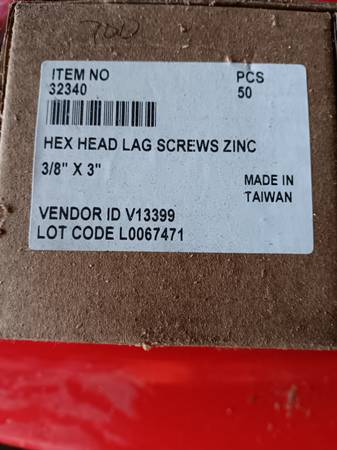 ITEM NO PCS
32340 50
HEX HEAD LAG SCREWS ZINC
3/8" X 3"
MADE IN
TAIWAN
VENDOR ID V13399
LOT CODE L0067471